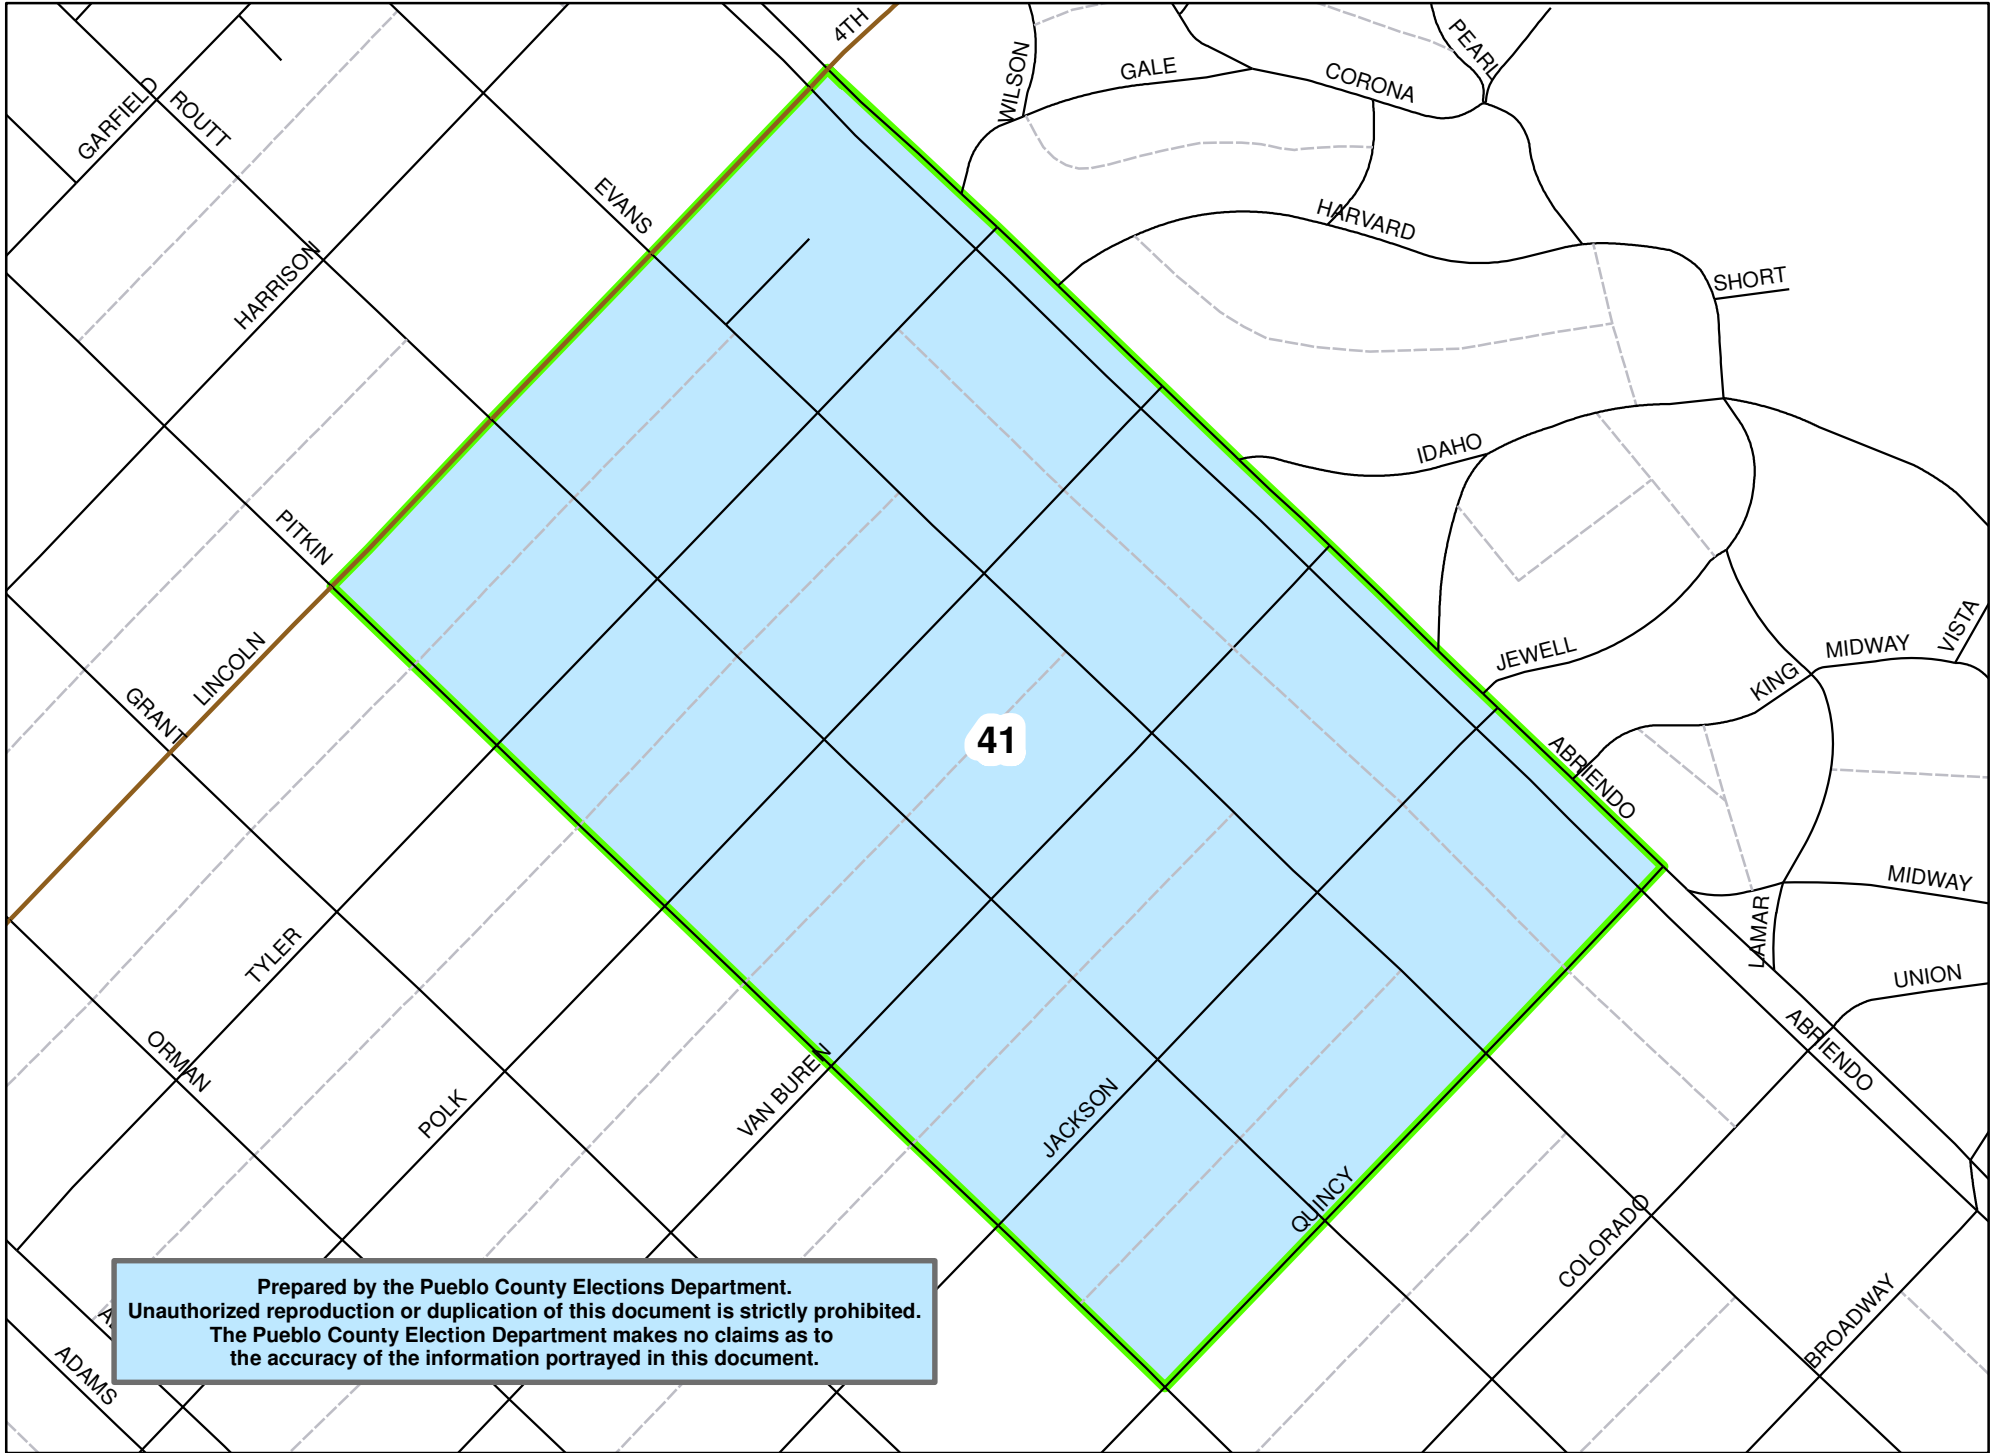 4TH
WILSON
GALE
CORONA
PEARL
GARFIELD
ROUTT
EVANS
HARRISON
HARVARD
SHORT
IDAHO
PITKIN
LINCOLN
GRANT
JEWELL
KING
MIDWAY
VISTA
41
ABRIENDO
MIDWAY
LAMAR
UNION
TYLER
ORMAN
POLK
VAN BUREN
JACKSON
ABRIENDO
QUINCY
COLORADO
BROADWAY
ADAMS
Prepared by the Pueblo County Elections Department.
Unauthorized reproduction or duplication of this document is strictly prohibited.
The Pueblo County Election Department makes no claims as to
the accuracy of the information portrayed in this document.